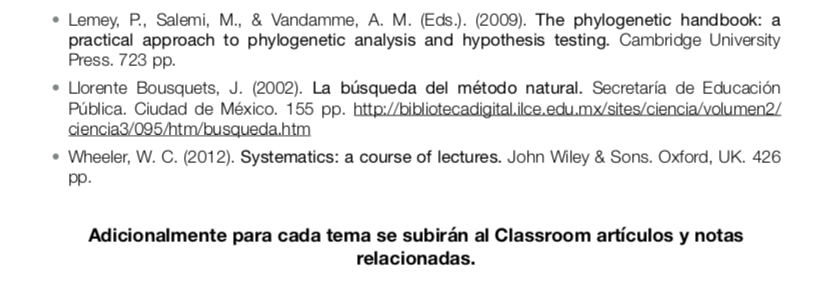 • Lemey, P., Salemi, M., & Vandamme, A. M. (Eds.). (2009). The phylogenetic handbook: a
practical approach to phylogenetic analysis and hypothesis testing. Cambridge University
Press. 723 pp.
• Llorente Bousquets, J. (2002). La búsqueda del método natural. Secretaría de Educación
Pública. Ciudad de México. 155 pp. http://bibliotecadigital.ilce.edu.mx/sites/ciencia/volumen2/
ciencia3/095/htm/busqueda.htm
• Wheeler, W. C. (2012). Systematics: a course of lectures. John Wiley & Sons. Oxford, UK. 426
pp.
Adicionalmente para cada tema se subirán al Classroom artículos y notas
relacionadas.